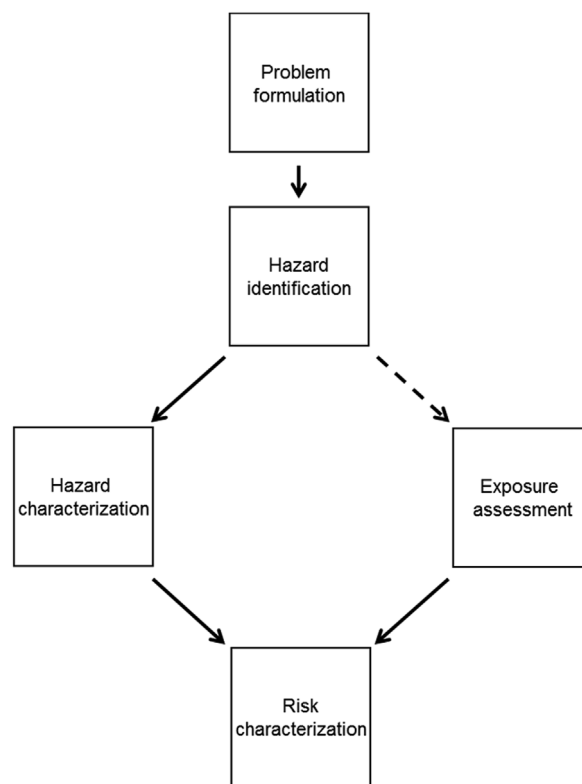 Problem
formulation
Hazard
identification
Hazard
characterization
Exposure
assessment
Risk
characterization